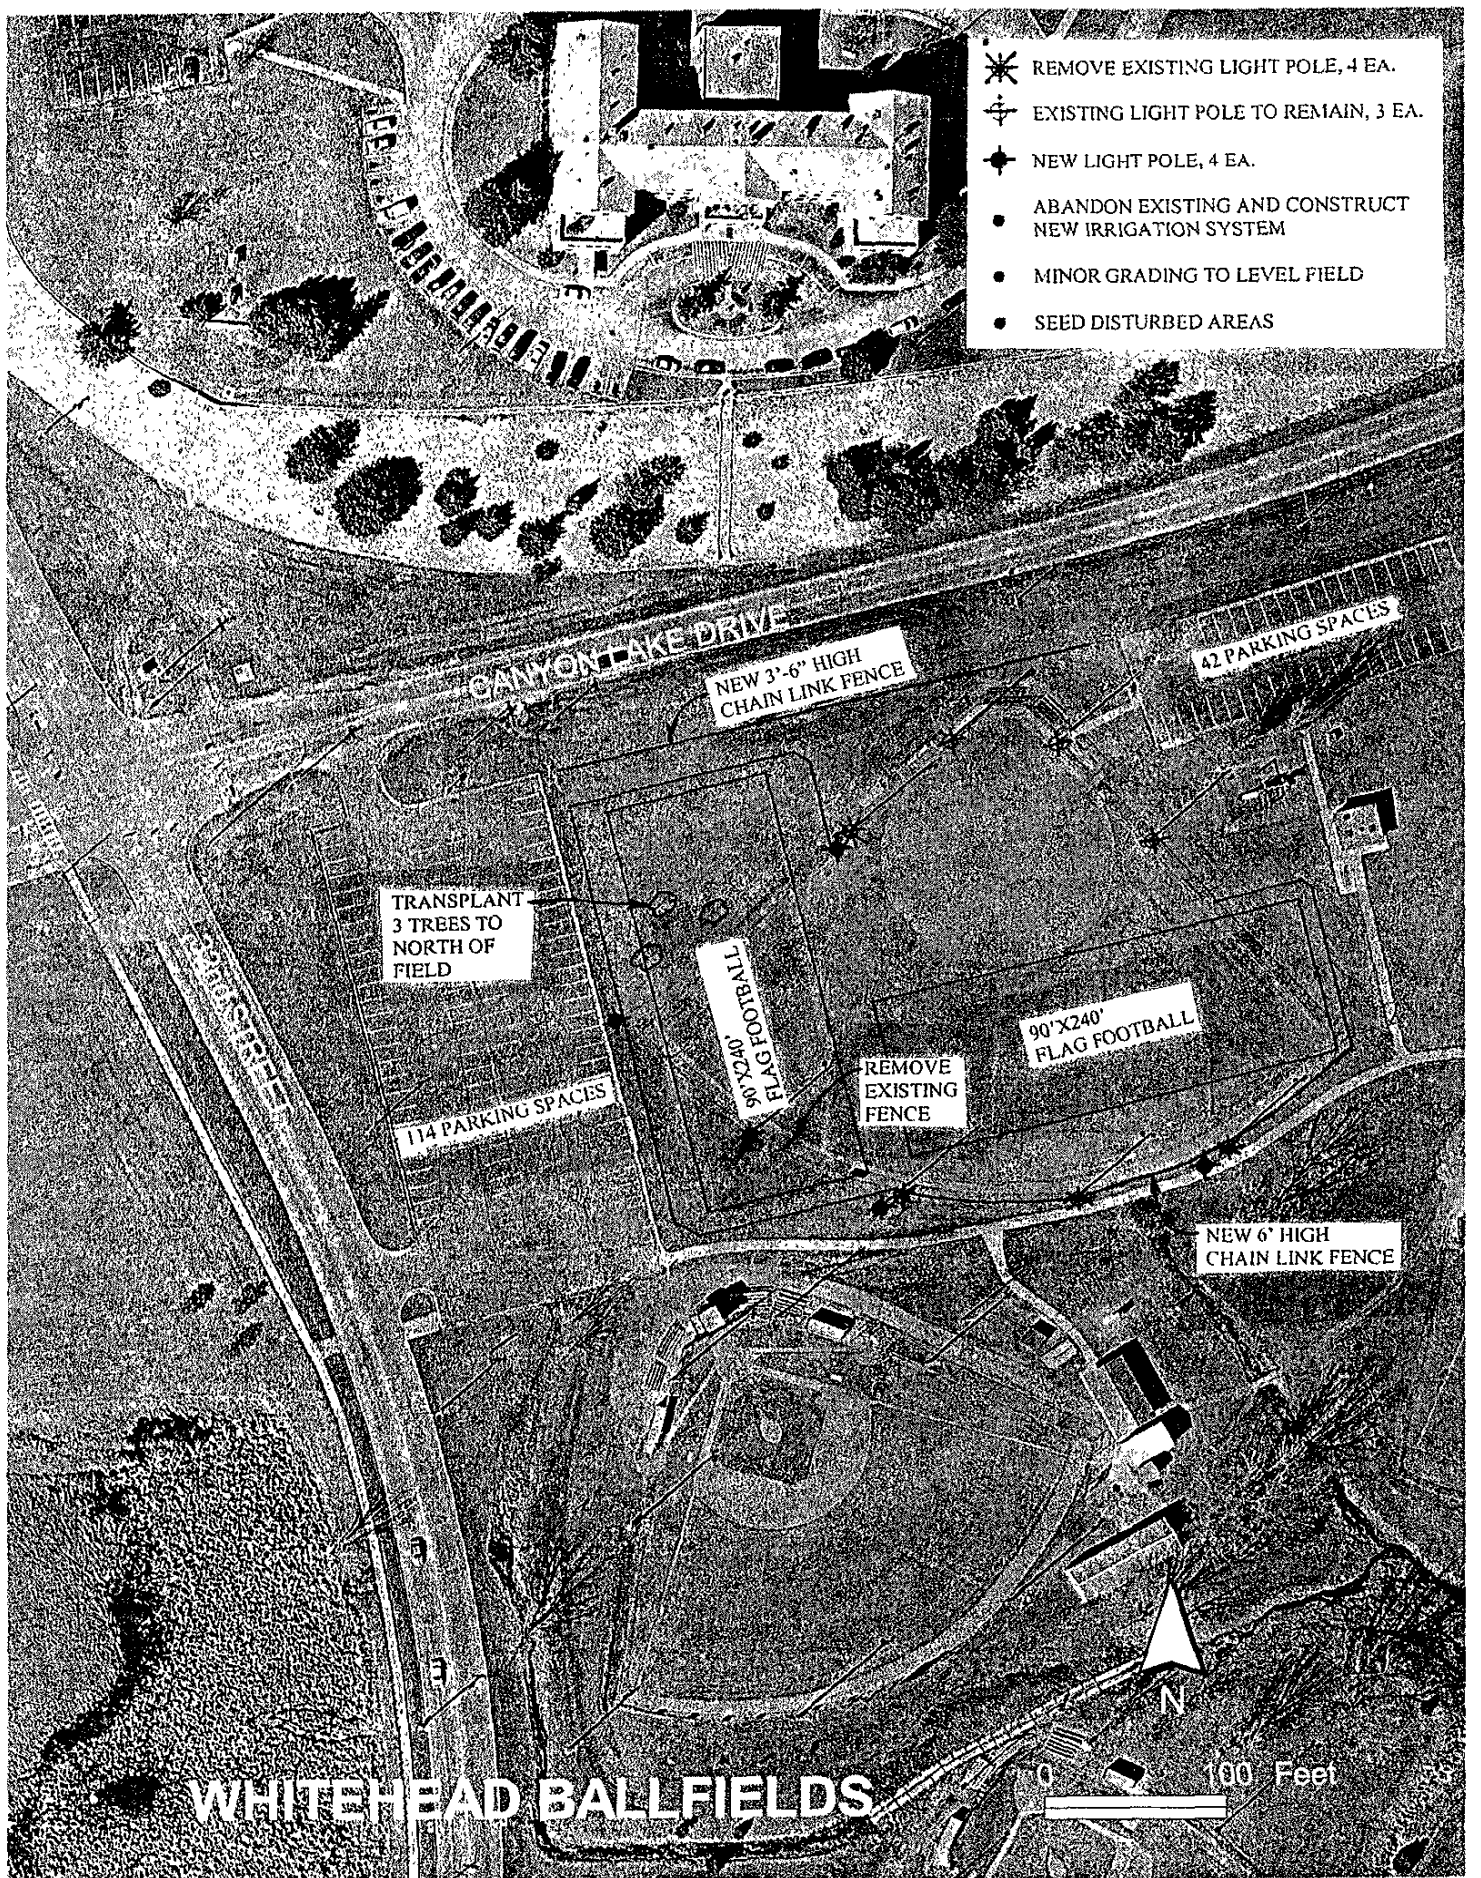 REMOVE EXISTING LIGHT POLE, 4 EA.
EXISTING LIGHT POLE TO REMAIN, 3 EA.
NEW LIGHT POLE, 4 EA.
ABANDON EXISTING AND CONSTRUCT
NEW IRRIGATION SYSTEM
MINOR GRADING TO LEVEL FIELD
SEED DISTURBED AREAS
CANYON LAKE DRIVE
NEW 3'-6" HIGH
CHAIN LINK FENCE
42 PARKING SPACES
TRANSPLANT
3 TREES TO
NORTH OF
FIELD
32nd STREET
90'X240'
FLAG FOOTBALL
90'X240'
FLAG FOOTBALL
REMOVE
EXISTING
FENCE
114 PARKING SPACES
NEW 6' HIGH
CHAIN LINK FENCE
N
0 100 Feet
WHITEHEAD BALLFIELDS